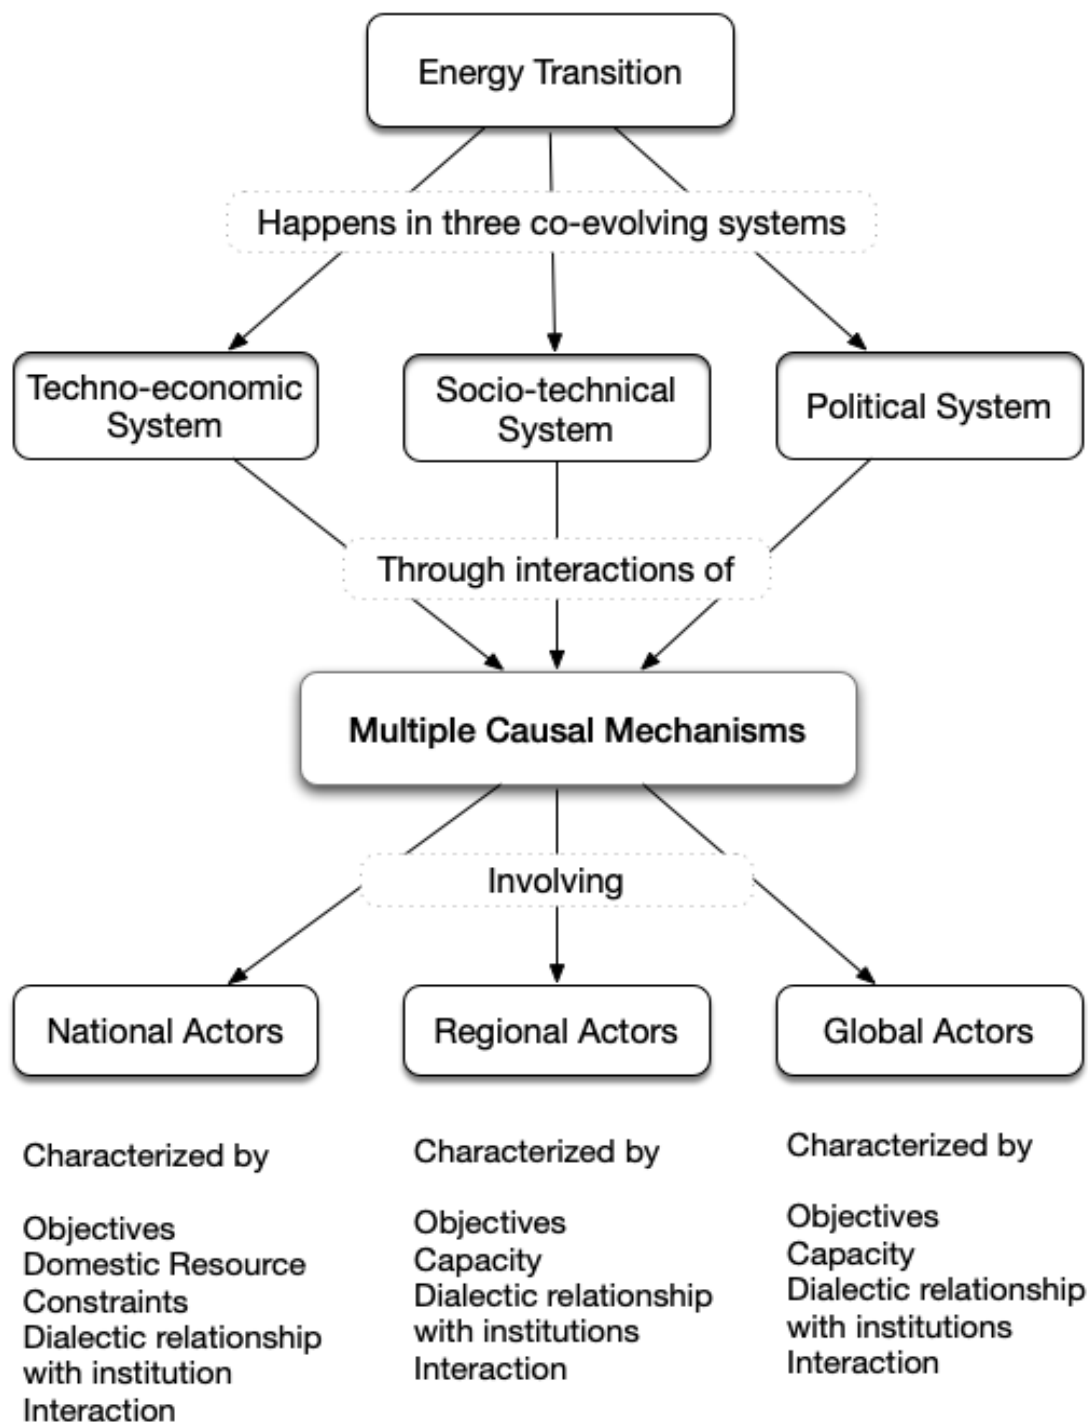 Energy Transition
Happens in three co-evolving systems
Techno-economic
System
Socio-technical
System
Political System
Through interactions of
Multiple Causal Mechanisms
Involving
National Actors
Regional Actors
Global Actors
Characterized by
Objectives
Domestic Resource
Constraints
Dialectic relationship
with institution
Interaction
Characterized by
Objectives
Capacity
Dialectic relationship
with institutions
Interaction
Characterized by
Objectives
Capacity
Dialectic relationship
with institutions
Interaction